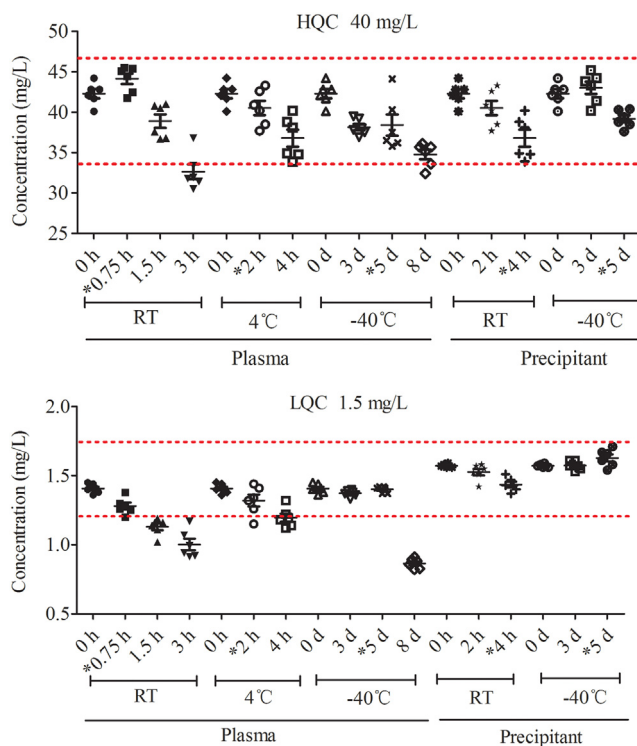 HQC 40 mg/L
Concentration (mg/L)
50
45
40
35
30
25
0 h *0.75 h 1.5 h 3 h 0 h *2 h 4 h 0 d 3 d *5 d 8 d 0 h 2 h *4 h 0 d 3 d *5 d
RT 4℃ -40℃ RT -40℃
Plasma Precipitant
LQC 1.5 mg/L
Concentration (mg/L)
2.0
1.5
1.0
0.5
0 h *0.75 h 1.5 h 3 h 0 h *2 h 4 h 0 d 3 d *5 d 8 d 0 h 2 h *4 h 0 d 3 d *5 d
RT 4℃ -40℃ RT -40℃
Plasma Precipitant